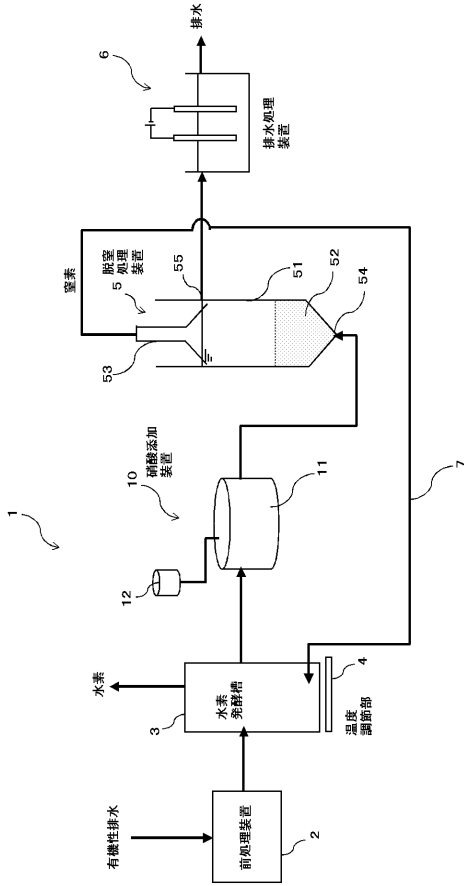 1
有機性排水
前処理装置
2
水素
3
水素
発酵槽
4
温度
調節部
12
10
硝酸添加
装置
11
窒素
5
脱窒
処理
装置
53
55
51
52
54
7
6
排水
排水処理
装置